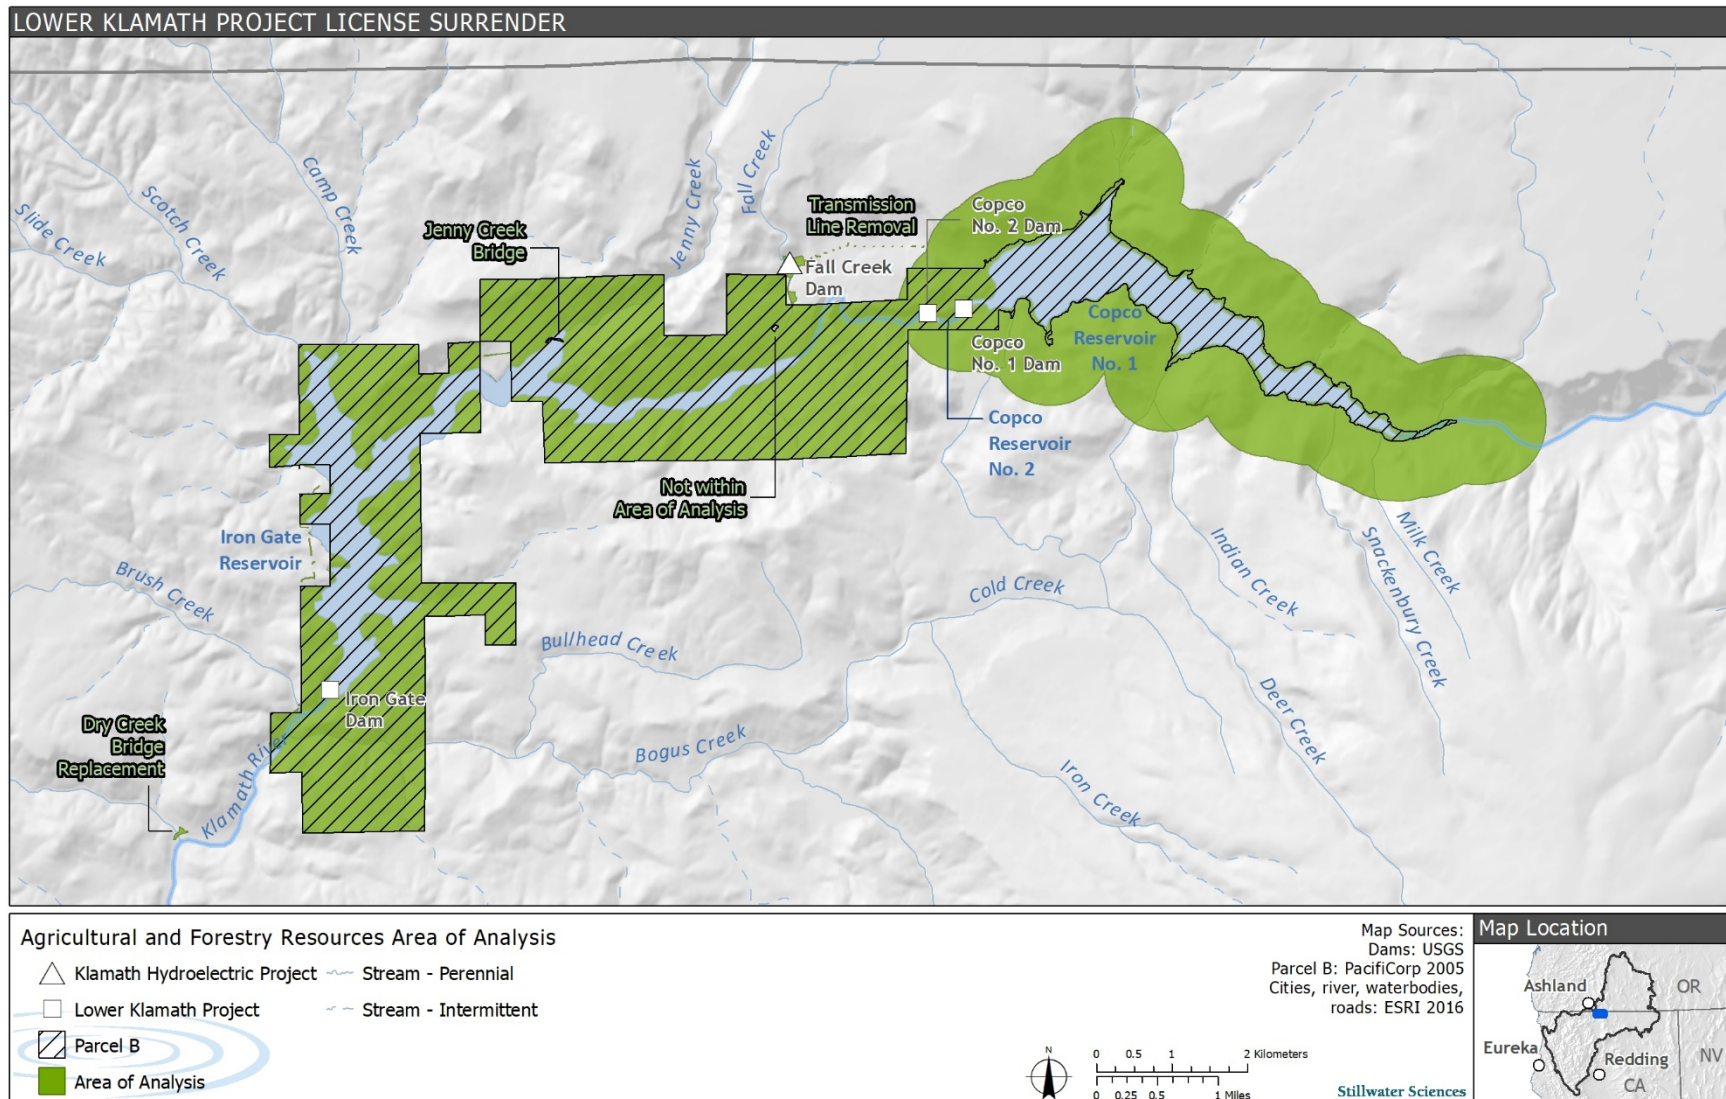 LOWER KLAMATH PROJECT LICENSE SURRENDER
Slide Creek
Scotch Creek
Camp Creek
Jenny Creek
Fall Creek
Jenny Creek
Bridge
Transmission
Line Removal
Fall Creek
Dam
Copco
No. 2 Dam
Copco
No. 1 Dam
Copco
Reservoir
No. 1
Copco
Reservoir
No. 2
Not within
Area of Analysis
Iron Gate
Reservoir
Brush Creek
Iron Gate
Dam
Dry Creek
Bridge
Replacement
Klamath River
Bullhead Creek
Bogus Creek
Cold Creek
Iron Creek
Deer Creek
Indian Creek
Snackenbury Creek
Milk Creek
Agricultural and Forestry Resources Area of Analysis
Klamath Hydroelectric Project
Stream - Perennial
Lower Klamath Project
Stream - Intermittent
Parcel B
Area of Analysis
N
0 0.5 1 2 Kilometers
0 0.25 0.5 1 Miles
Map Sources:
Dams: USGS
Parcel B: PacifiCorp 2005
Cities, river, waterbodies,
roads: ESRI 2016
Stillwater Sciences
Map Location
Ashland
OR
Eureka
Redding
NV
CA